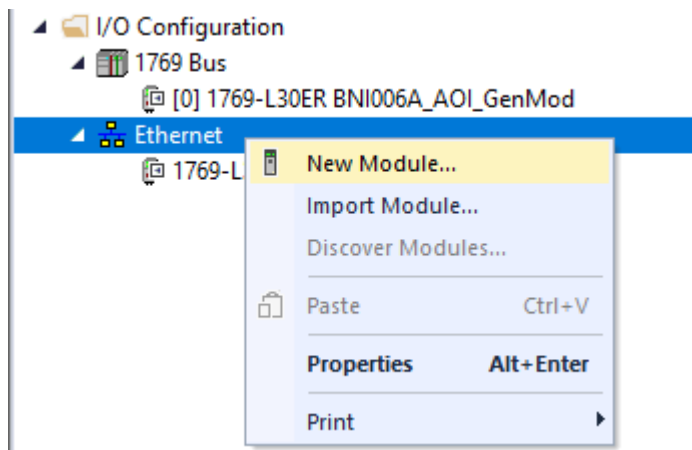 I/O Configuration
1769 Bus
[0] 1769-L30ER BNI006A_AOI_GenMod
Ethernet
1769-L
New Module...
Import Module...
Discover Modules...
Paste Ctrl+V
Properties Alt+Enter
Print